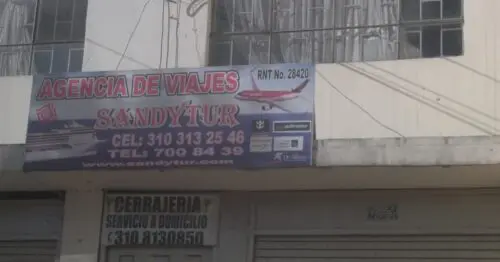 AGENCIA DE VIAJES
RNT No. 28420
SANDYTUR
CEL: 310 313 25 46
TEL: 700 84 39
www.sandytur.com
CERRAJERIA
SERVICIO A DOMICILIO
310 8130850